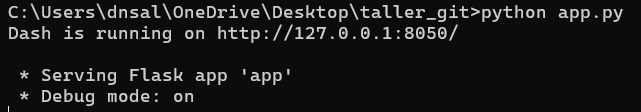 C:\Users\dnsal\OneDrive\Desktop\taller_git>python app.py
Dash is running on http://127.0.0.1:8050/
 * Serving Flask app 'app'
 * Debug mode: on